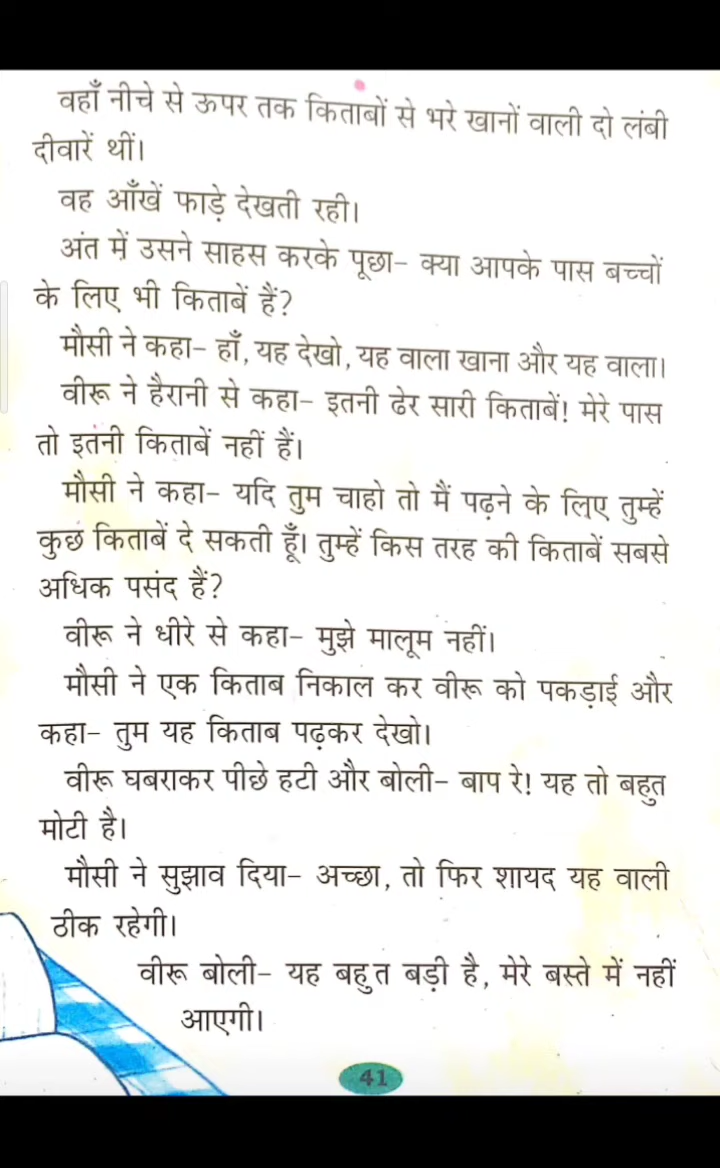 वहाँ नीचे से ऊपर तक किताबों से भरे खानों वाली दो लंबी
दीवारें थीं।
वह आँखें फाड़े देखती रही।
अंत में उसने साहस करके पूछा- क्या आपके पास बच्चों
के लिए भी किताबें हैं?
मौसी ने कहा- हाँ, यह देखो, यह वाला खाना और यह वाला।
वीरू ने हैरानी से कहा- इतनी ढेर सारी किताबें! मेरे पास
तो इतनी किताबें नहीं हैं।
मौसी ने कहा- यदि तुम चाहो तो मैं पढ़ने के लिए तुम्हें
कुछ किताबें दे सकती हूँ। तुम्हें किस तरह की किताबें सबसे
अधिक पसंद हैं?
वीरू ने धीरे से कहा- मुझे मालूम नहीं।
मौसी ने एक किताब निकाल कर वीरू को पकड़ाई और
कहा- तुम यह किताब पढ़कर देखो।
वीरू घबराकर पीछे हटी और बोली- बाप रे! यह तो बहुत
मोटी है।
मौसी ने सुझाव दिया- अच्छा, तो फिर शायद यह वाली
ठीक रहेगी।
वीरू बोली- यह बहुत बड़ी है, मेरे बस्ते में नहीं
आएगी।
41